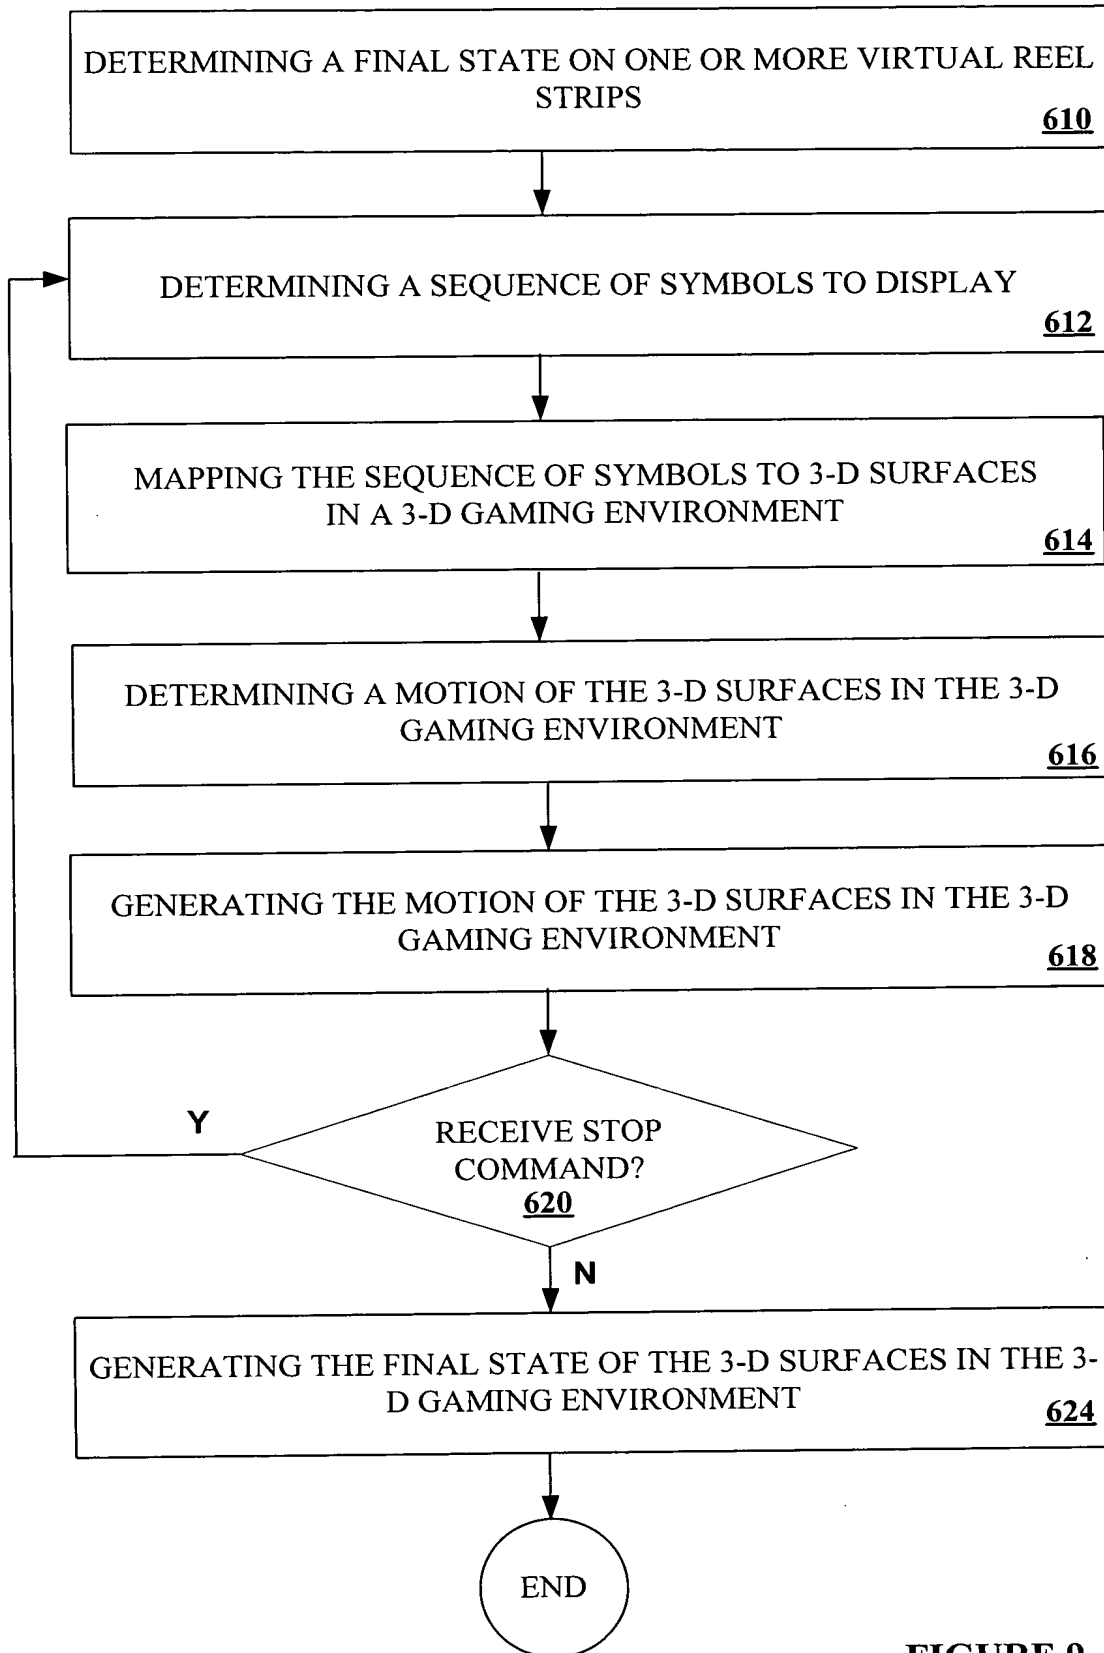 DETERMINING A FINAL STATE ON ONE OR MORE VIRTUAL REEL
STRIPS
610
DETERMINING A SEQUENCE OF SYMBOLS TO DISPLAY
612
MAPPING THE SEQUENCE OF SYMBOLS TO 3-D SURFACES
IN A 3-D GAMING ENVIRONMENT
614
DETERMINING A MOTION OF THE 3-D SURFACES IN THE 3-D
GAMING ENVIRONMENT
616
GENERATING THE MOTION OF THE 3-D SURFACES IN THE 3-D
GAMING ENVIRONMENT
618
Y
RECEIVE STOP
COMMAND?
620
N
GENERATING THE FINAL STATE OF THE 3-D SURFACES IN THE 3-
D GAMING ENVIRONMENT
624
END
FIGURE